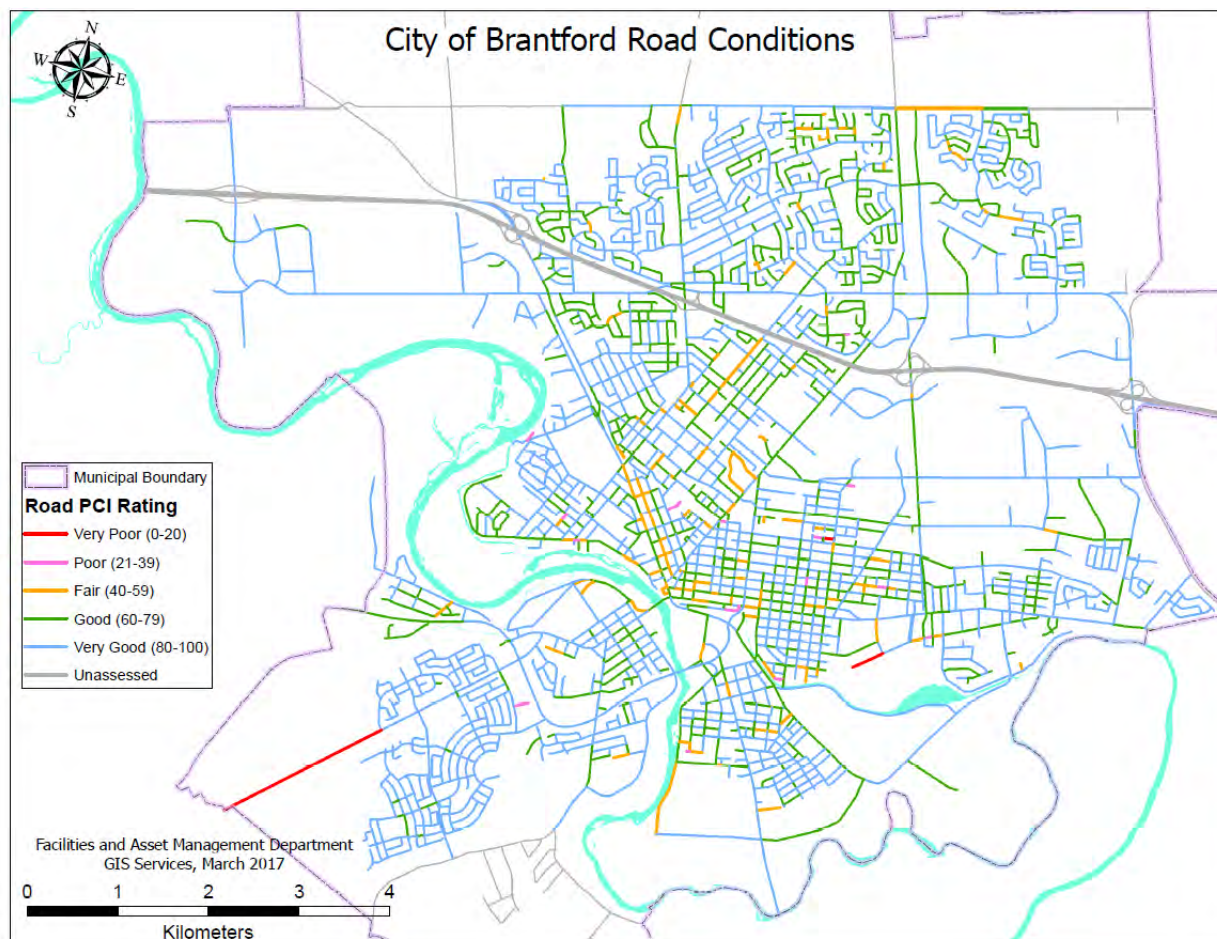 City of Brantford Road Conditions
N
W
E
S
Municipal Boundary
Road PCI Rating
Very Poor (0-20)
Poor (21-39)
Fair (40-59)
Good (60-79)
Very Good (80-100)
Unassessed
Facilities and Asset Management Department
GIS Services, March 2017
0 1 2 3 4
Kilometers